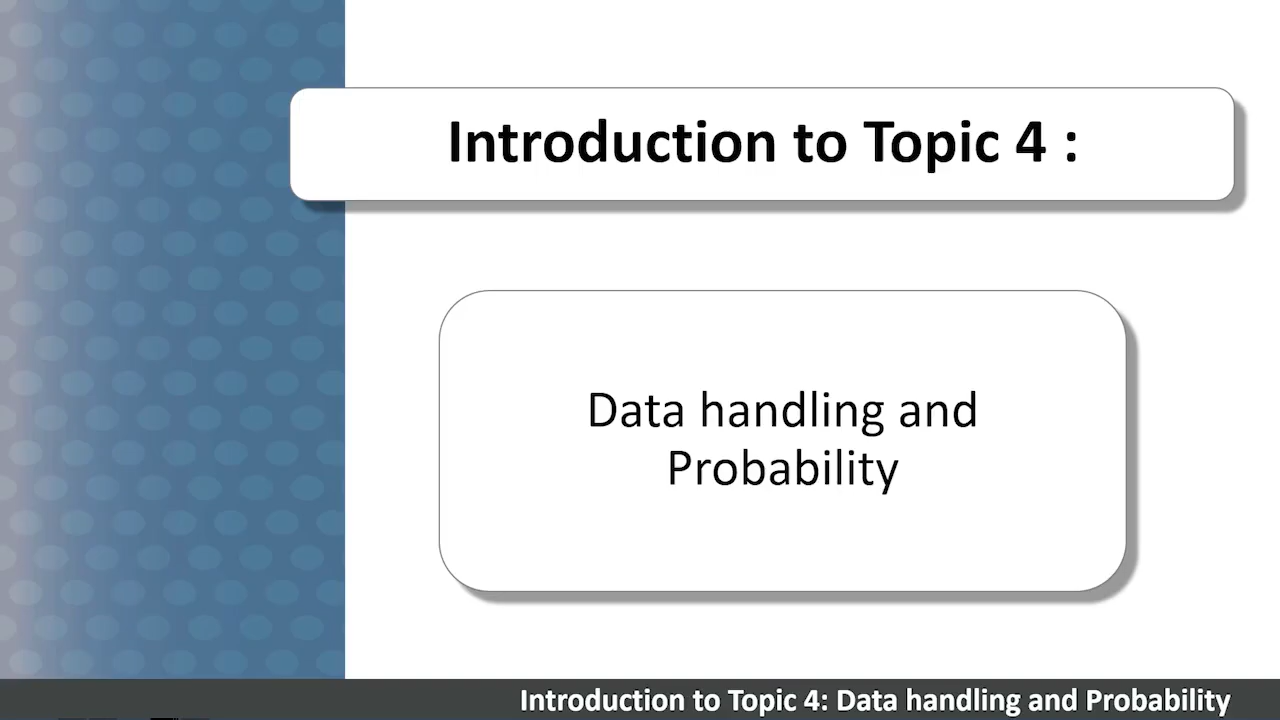 Introduction to Topic 4 :
Data handling and
Probability
Introduction to Topic 4: Data handling and Probability